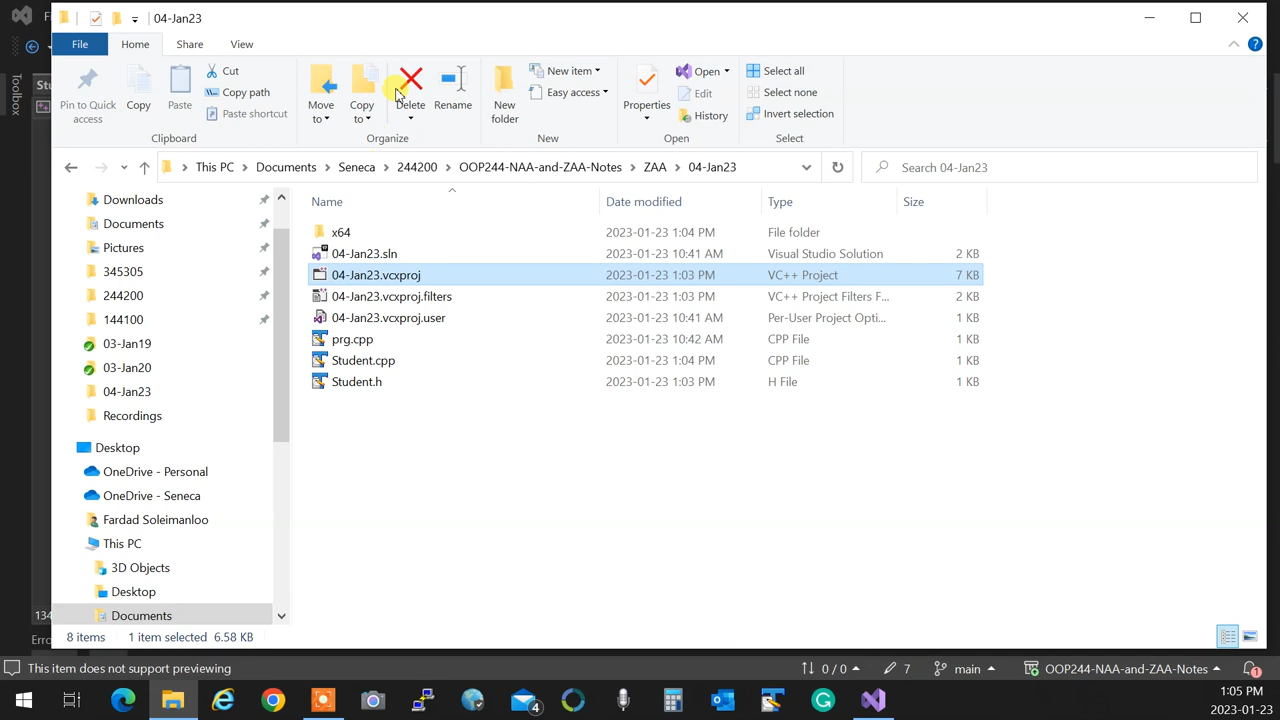 04-Jan23
File Home Share View
Pin to Quick access
Copy
Paste
Cut
Copy path
Paste shortcut
Clipboard
Move to
Copy to
Delete
Rename
Organize
New folder
New item
Easy access
New
Properties
Open
Edit
History
Open
Select all
Select none
Invert selection
Select
This PC Documents Seneca 244200 OOP244-NAA-and-ZAA-Notes ZAA 04-Jan23
Search 04-Jan23
Toolbox
Downloads
Documents
Pictures
345305
244200
144100
03-Jan19
03-Jan20
04-Jan23
Recordings
Desktop
OneDrive - Personal
OneDrive - Seneca
Fardad Soleimanloo
This PC
3D Objects
Desktop
Documents
Name Date modified Type Size
x64 2023-01-23 1:04 PM File folder
04-Jan23.sln 2023-01-23 10:41 AM Visual Studio Solution 2 KB
04-Jan23.vcxproj 2023-01-23 1:03 PM VC++ Project 7 KB
04-Jan23.vcxproj.filters 2023-01-23 1:03 PM VC++ Project Filters F... 2 KB
04-Jan23.vcxproj.user 2023-01-23 10:41 AM Per-User Project Opti... 1 KB
prg.cpp 2023-01-23 10:42 AM CPP File 1 KB
Student.cpp 2023-01-23 1:04 PM CPP File 1 KB
Student.h 2023-01-23 1:03 PM H File 1 KB
134
8 items 1 item selected 6.58 KB
This item does not support previewing 0 / 0 7 main OOP244-NAA-and-ZAA-Notes 1
4
1:05 PM
2023-01-23